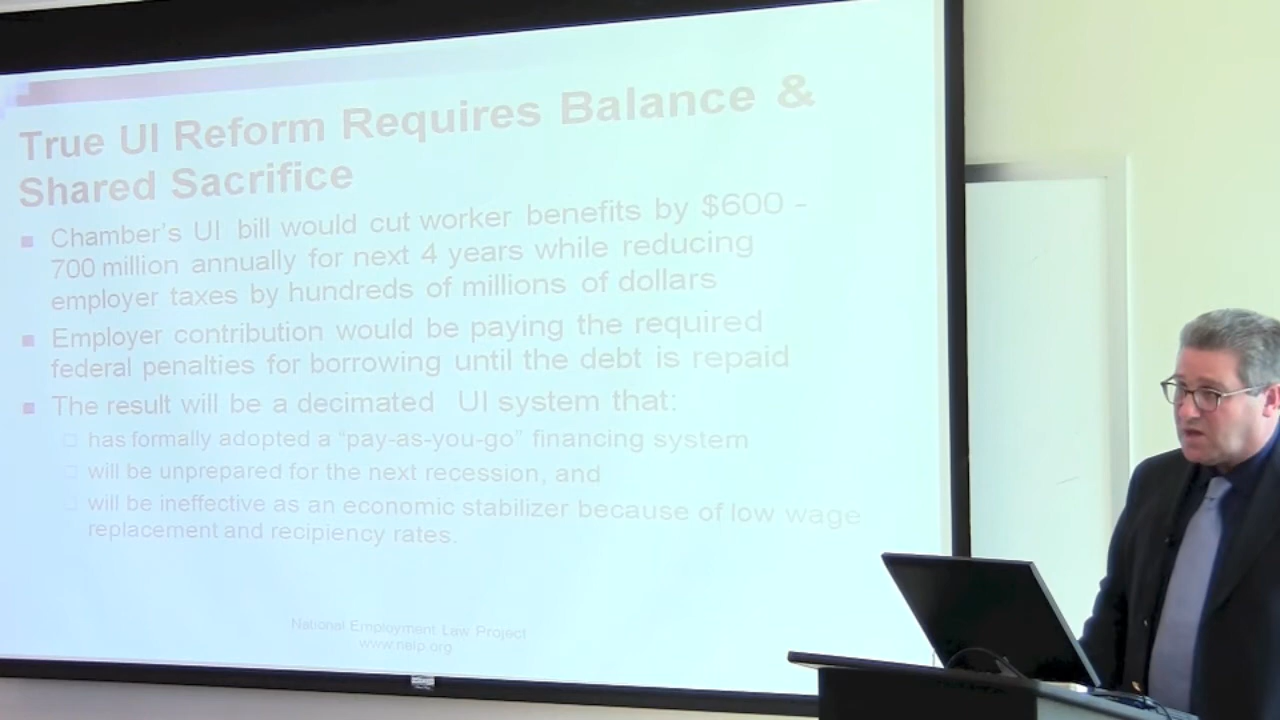 True UI Reform Requires Balance &
Shared Sacrifice
Chamber's UI bill would cut worker benefits by $600 -
700 million annually for next 4 years while reducing
employer taxes by hundreds of millions of dollars
Employer contribution would be paying the required
federal penalties for borrowing until the debt is repaid
The result will be a decimated UI system that:
has formally adopted a "pay-as-you-go" financing system
will be unprepared for the next recession, and
will be ineffective as an economic stabilizer because of low wage
replacement and recipiency rates.
National Employment Law Project
www.nelp.org